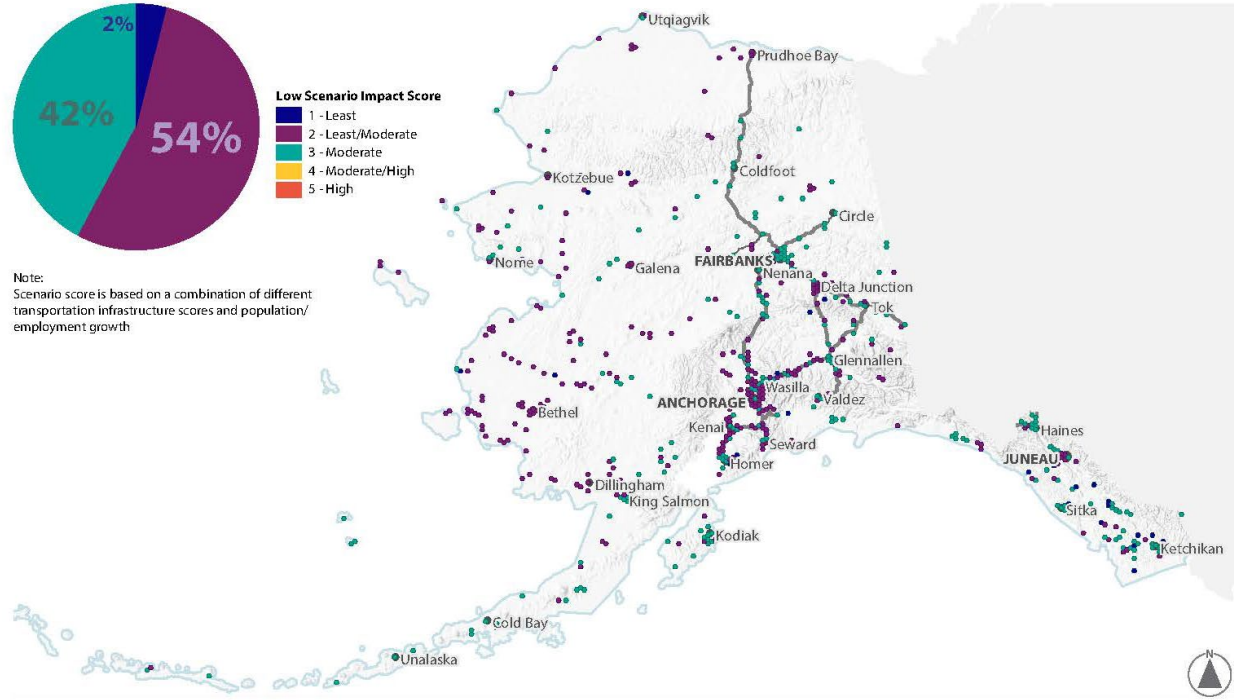 2%
42%
54%
Low Scenario Impact Score
1 - Least
2 - Least/Moderate
3 - Moderate
4 - Moderate/High
5 - High
Note:
Scenario score is based on a combination of different
transportation infrastructure scores and population/
employment growth
Utqiagvik
Prudhoe Bay
Coldfoot
Kotzebue
Circle
Nome
Galena
FAIRBANKS
Nenana
Delta Junction
Tok
Glennallen
Wasilla
ANCHORAGE
Valdez
Bethel
Kenai
Seward
Haines
Homer
JUNEAU
Dillingham
King Salmon
Sitka
Kodiak
Ketchikan
Cold Bay
Unalaska
N